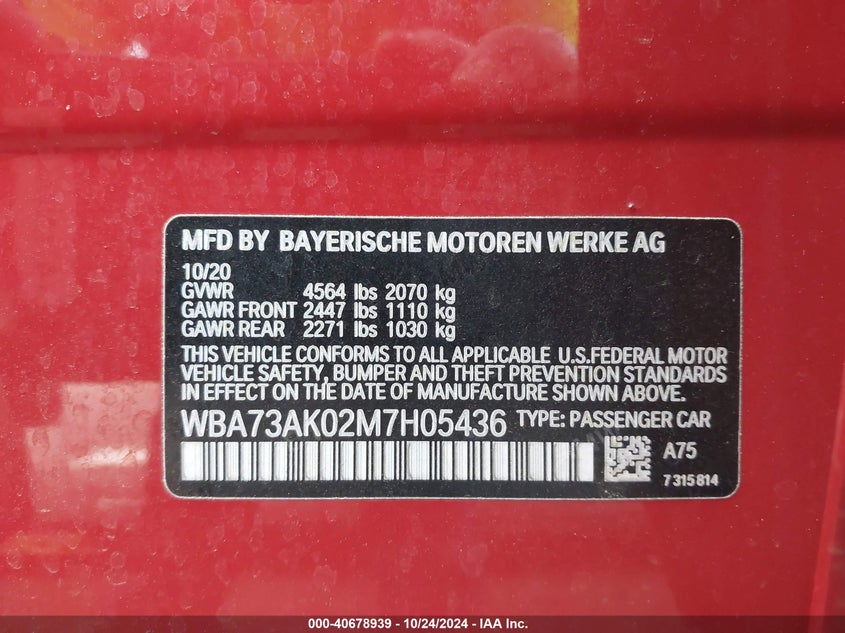 MFD BY BAYERISCHE MOTOREN WERKE AG
10/20
GVWR 4564 lbs 2070 kg
GAWR FRONT 2447 lbs 1110 kg
GAWR REAR 2271 lbs 1030 kg
THIS VEHICLE CONFORMS TO ALL APPLICABLE U.S.FEDERAL MOTOR
VEHICLE SAFETY, BUMPER AND THEFT PREVENTION STANDARDS
IN EFFECT ON THE DATE OF MANUFACTURE SHOWN ABOVE.
WBA73AK02M7H05436 TYPE: PASSENGER CAR
A75
7315814
000-40678939 - 10/24/2024 - IAA Inc.